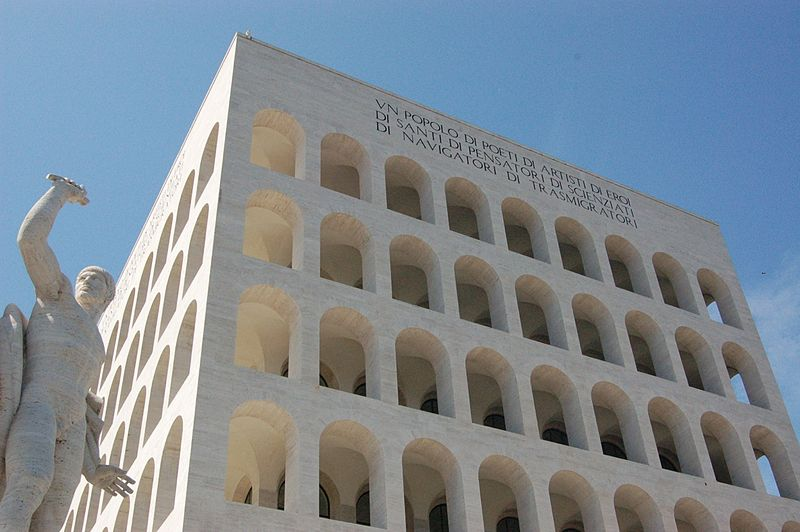 VN POPOLO DI POETI DI ARTISTI DI EROI
DI SANTI DI PENSATORI DI SCIENZIATI
DI NAVIGATORI DI TRASMIGRATORI